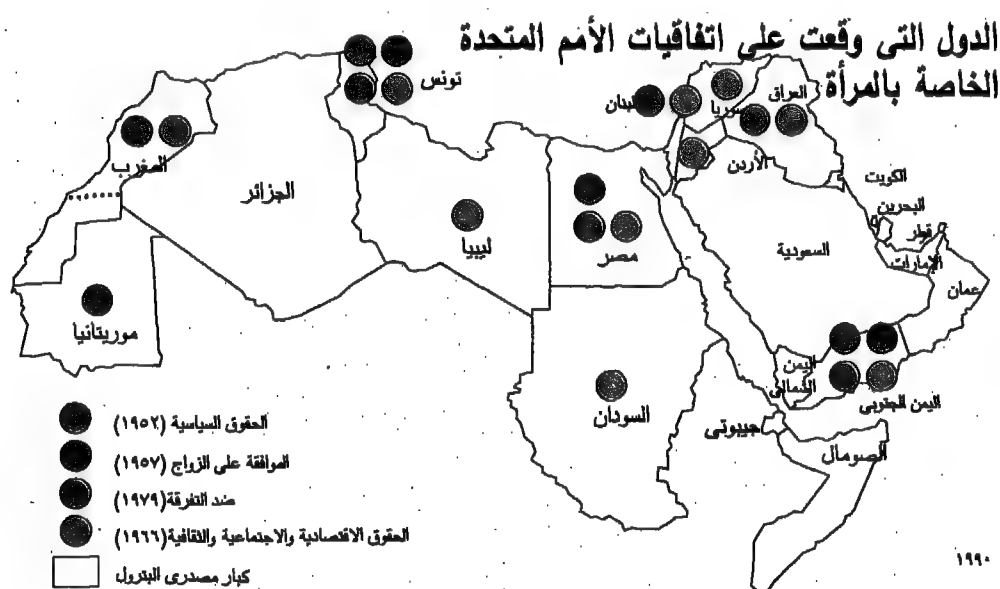 الدول التى وقعت على اتفاقيات الأمم المتحدة
الخاصة بالمرأة
تونس
لبنان
سوريا
العراق
المغرب
الجزائر
الأردن
الكويت
البحرين
قطر
ليبيا
مصر
السعودية
الإمارات
عمان
موريتانيا
اليمن
الشمالى
اليمن الجنوبى
السودان
جيبوتى
الصومال
الحقوق السياسية (١٩٥٢)
الموافقة على الزواج (١٩٥٧)
ضد التفرقة (١٩٧٩)
الحقوق الاقتصادية والاجتماعية والثقافية (١٩٦٦)
كبار مصدرى البترول
١٩٩٠